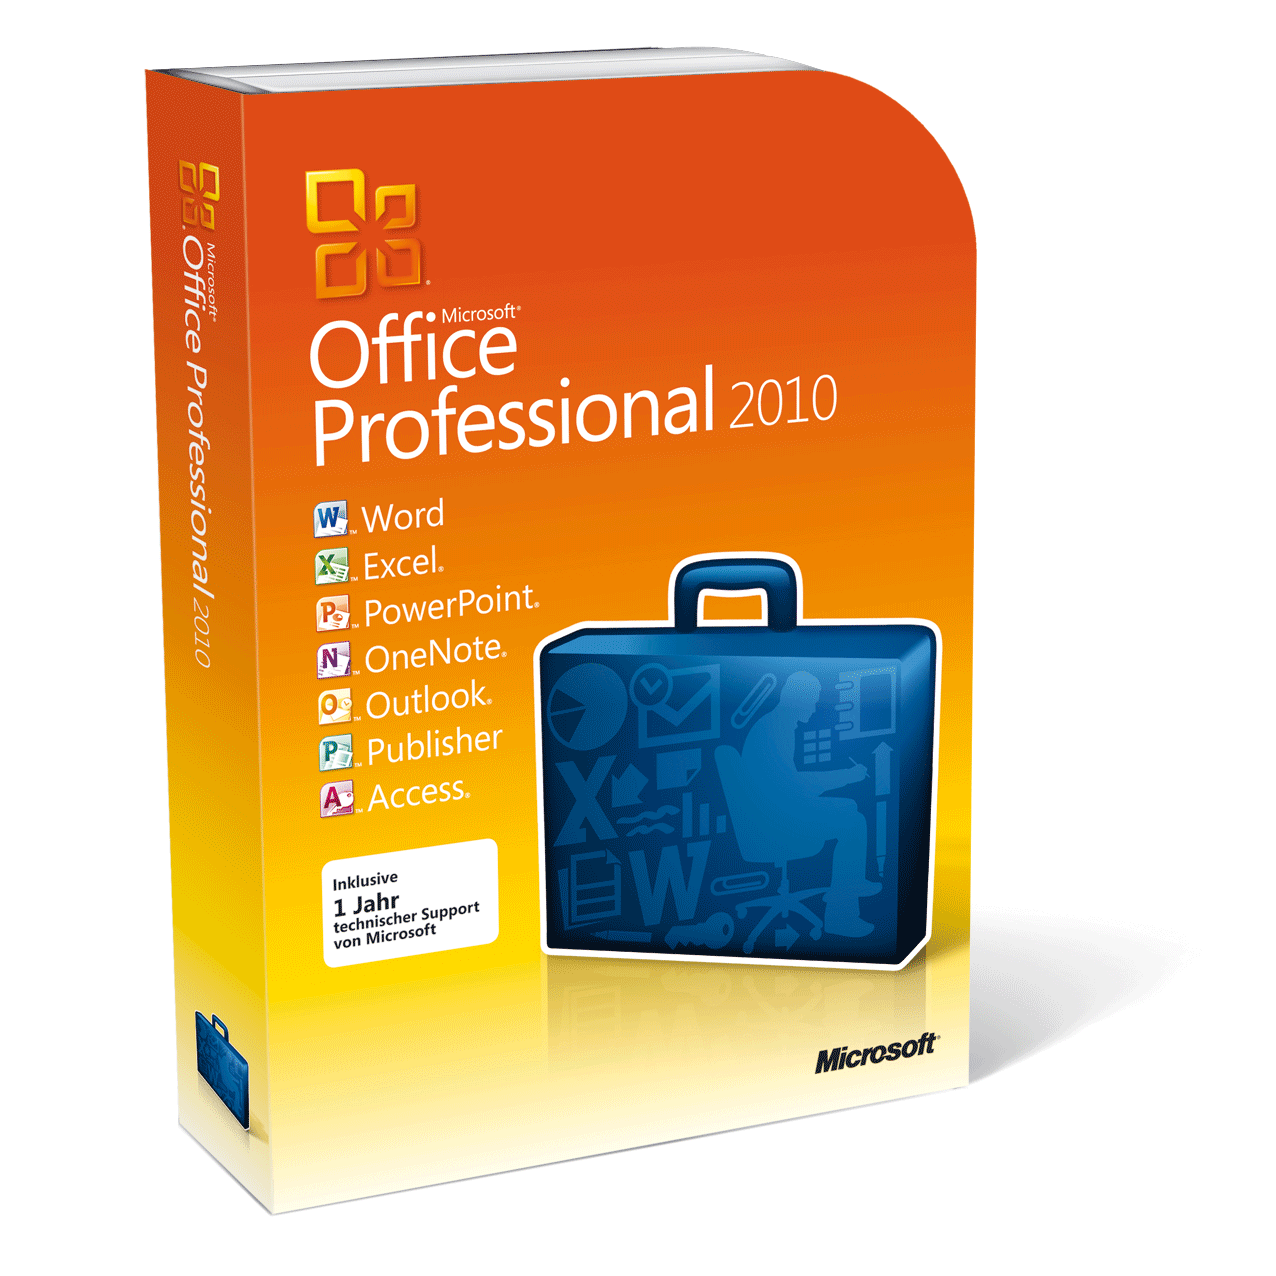 Microsoft®
Office
Professional 2010
Word
Excel®
PowerPoint®
OneNote®
Outlook®
Publisher
Access®
Inklusive
1 Jahr
technischer Support
von Microsoft
Microsoft®
Microsoft®
Office Professional 2010